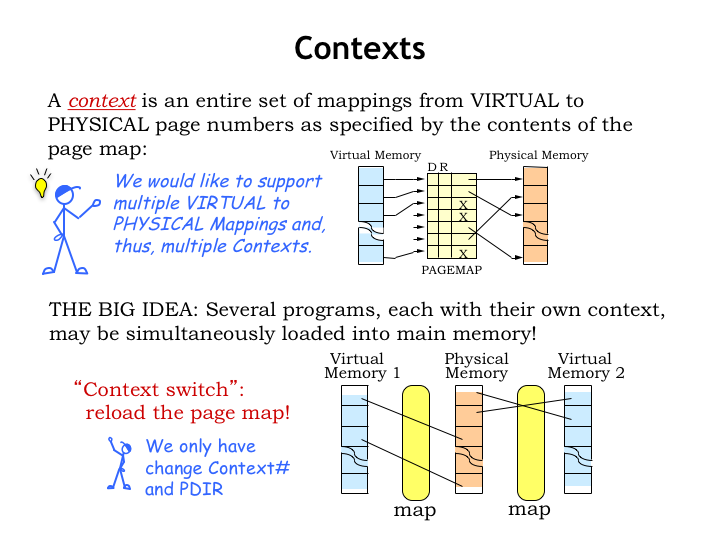 Contexts
A context is an entire set of mappings from VIRTUAL to
PHYSICAL page numbers as specified by the contents of the
page map:
Virtual Memory
Physical Memory
D R
We would like to support
multiple VIRTUAL to
PHYSICAL Mappings and,
thus, multiple Contexts.
X
X
X
PAGEMAP
THE BIG IDEA: Several programs, each with their own context,
may be simultaneously loaded into main memory!
Virtual
Memory 1
Physical
Memory
Virtual
Memory 2
“Context switch”:
reload the page map!
We only have
change Context#
and PDIR
map
map